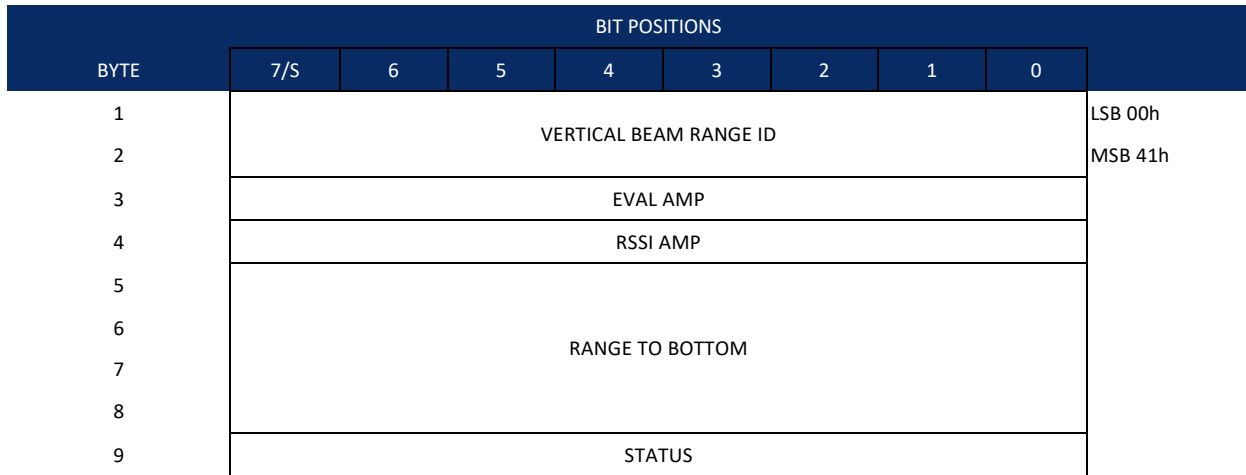 BIT POSITIONS
BYTE 7/S 6 5 4 3 2 1 0
1 LSB 00h
VERTICAL BEAM RANGE ID
2 MSB 41h
3 EVAL AMP
4 RSSI AMP
5
6
RANGE TO BOTTOM
7
8
9 STATUS